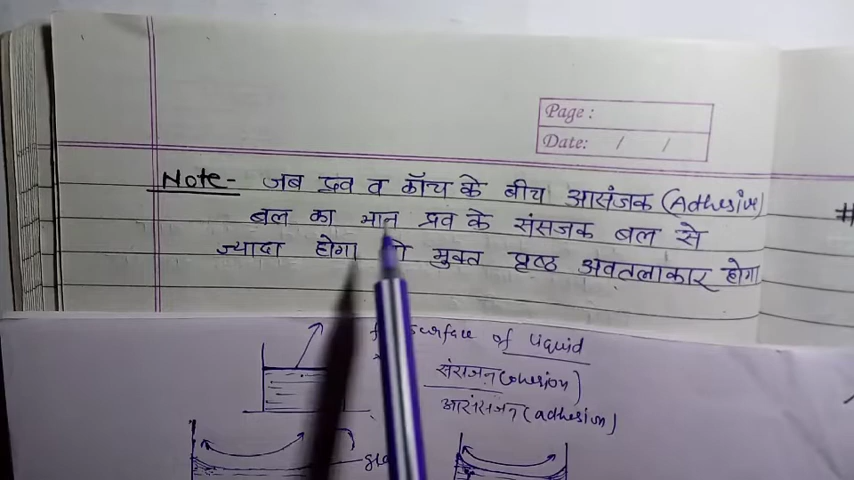 Page :
Date: / /
Note- जब द्रव व काँच के बीच आसंजक (Adhesive)
बल का मान द्रव के संसजक बल से
ज्यादा होगा तो मुक्त पृष्ठ अवतलाकार होगा
#
surface of liquid
संसजन (cohesion)
आसंसजन (adhesion)